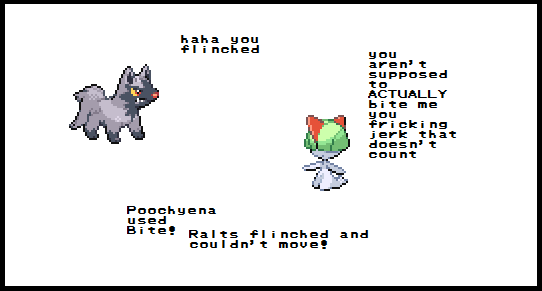 haha you
flinched
you
aren't
supposed
to
ACTUALLY
bite me
you
fricking
jerk that
doesn't
count
Poochyena
used
Bite!
Ralts flinched and
couldn't move!